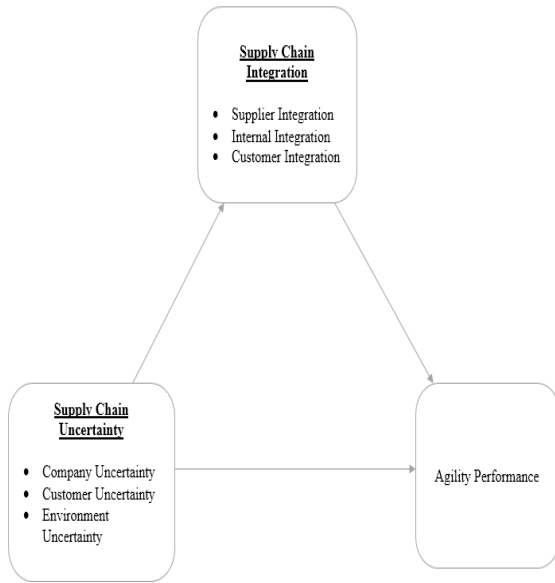 Supply Chain
Integration
• Supplier Integration
• Internal Integration
• Customer Integration
Supply Chain
Uncertainty
• Company Uncertainty
• Customer Uncertainty
• Environment
Uncertainty
Agility Performance